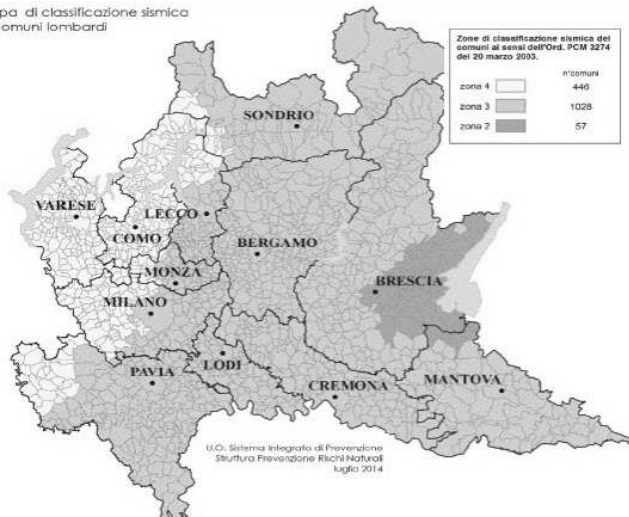 pa di classificazione sismica
omuni lombardi
Zone di classificazione sismica dei
comuni ai sensi dell'Ord. PCM 3274
del 20 marzo 2003.
n°comuni
zona 4 446
zona 3 1028
zona 2 57
SONDRIO
VARESE
LECCO
COMO
BERGAMO
MONZA
BRESCIA
MILANO
PAVIA
LODI
CREMONA
MANTOVA
U.O. Sistema Integrato di Prevenzione
Struttura Prevenzione Rischi Naturali
luglio 2014